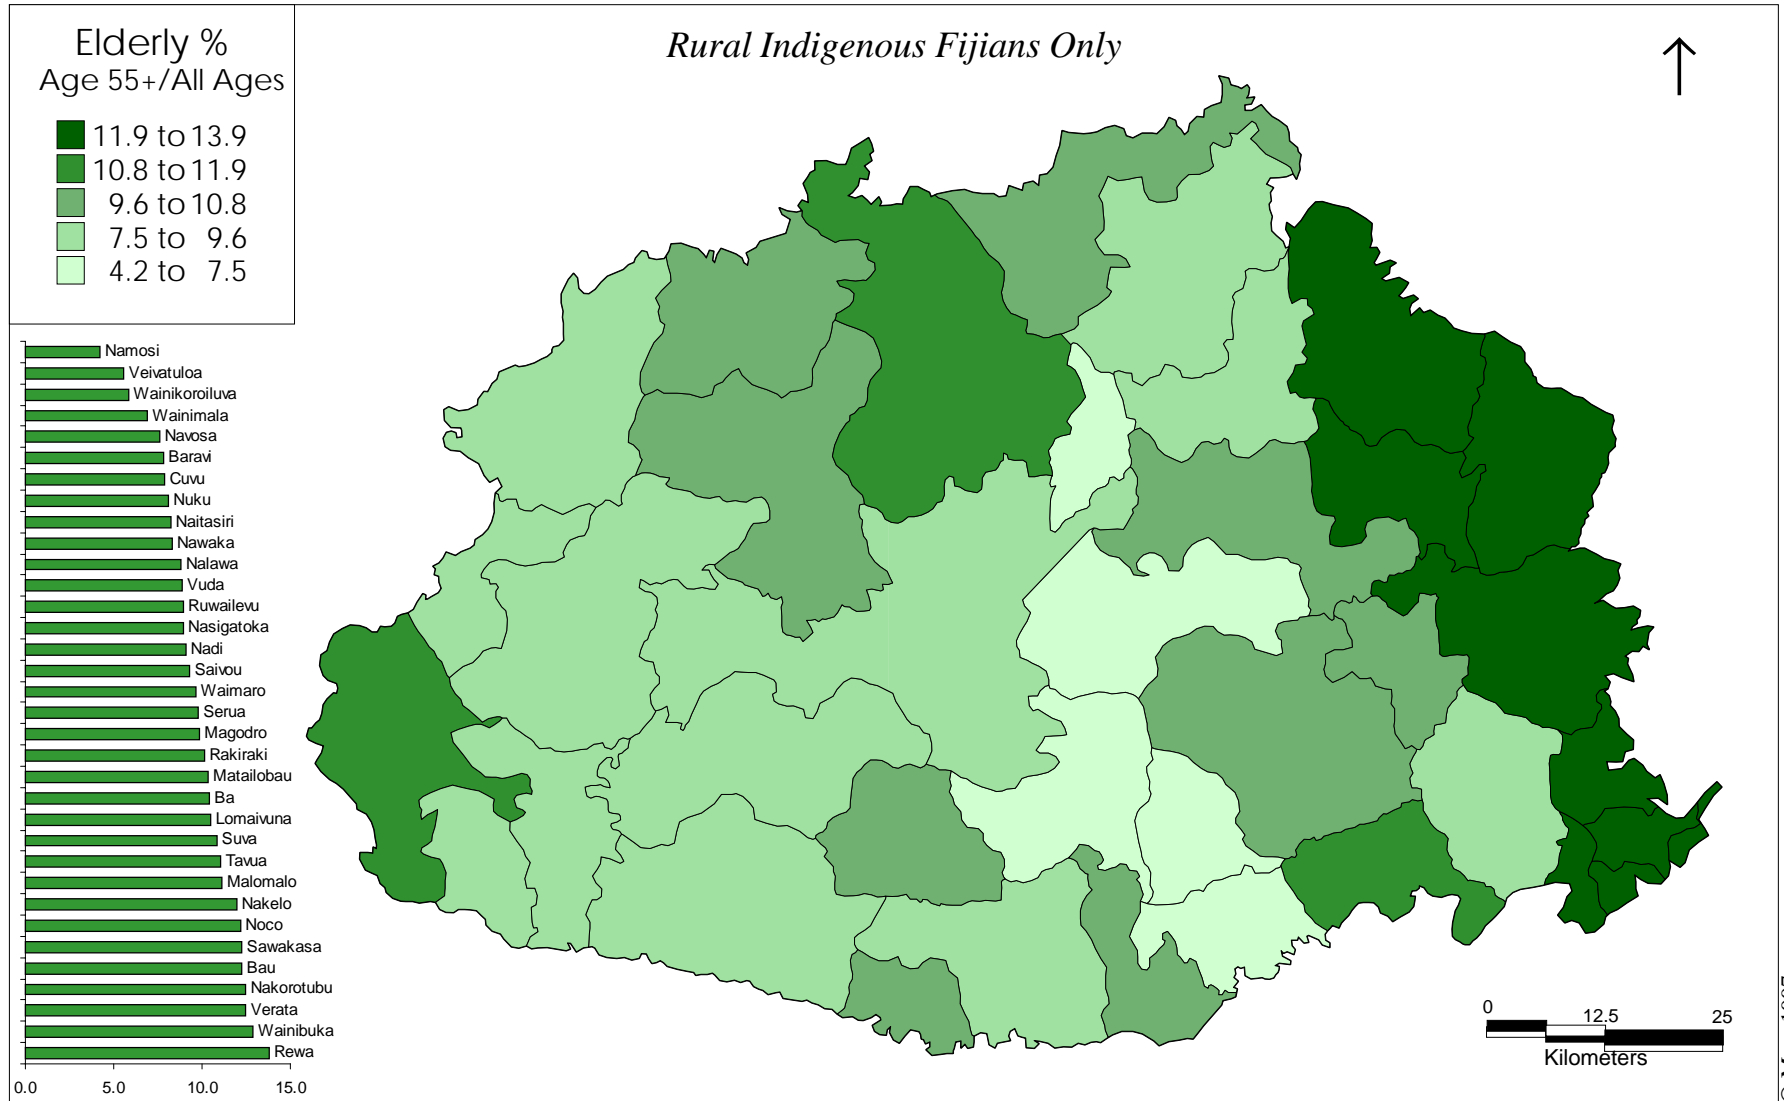 Elderly %
Age 55+/All Ages
11.9 to 13.9
10.8 to 11.9
9.6 to 10.8
7.5 to 9.6
4.2 to 7.5
Rural Indigenous Fijians Only
Namosi
Veivatuloa
Wainikoroiluva
Wainimala
Navosa
Baravi
Cuvu
Nuku
Naitasiri
Nawaka
Nalawa
Vuda
Ruwailevu
Nasigatoka
Nadi
Saivou
Waimaro
Serua
Magodro
Rakiraki
Matailobau
Ba
Lomaivuna
Suva
Tavua
Malomalo
Nakelo
Noco
Sawakasa
Bau
Nakorotubu
Verata
Wainibuka
Rewa
0.0 5.0 10.0 15.0
0 12.5 25
Kilometers